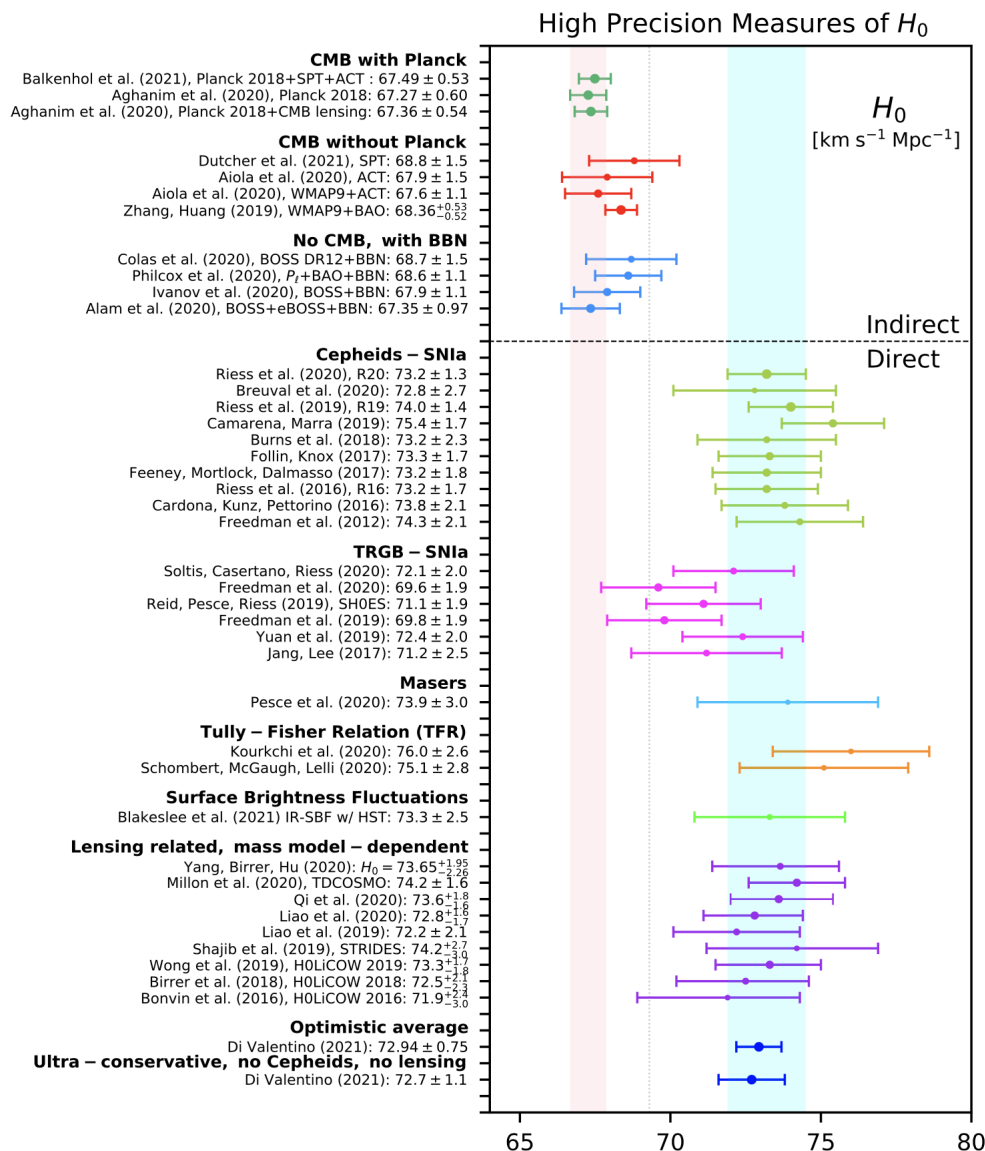 High Precision Measures of H₀
CMB with Planck
Balkenhol et al. (2021), Planck 2018+SPT+ACT : 67.49 ± 0.53
Aghanim et al. (2020), Planck 2018: 67.27 ± 0.60
Aghanim et al. (2020), Planck 2018+CMB lensing: 67.36 ± 0.54
H₀
[km s⁻¹ Mpc⁻¹]
CMB without Planck
Dutcher et al. (2021), SPT: 68.8 ± 1.5
Aiola et al. (2020), ACT: 67.9 ± 1.5
Aiola et al. (2020), WMAP9+ACT: 67.6 ± 1.1
Zhang, Huang (2019), WMAP9+BAO: 68.36 +0.53 −0.52
No CMB, with BBN
Colas et al. (2020), BOSS DR12+BBN: 68.7 ± 1.5
Philcox et al. (2020), Pℓ+BAO+BBN: 68.6 ± 1.1
Ivanov et al. (2020), BOSS+BBN: 67.9 ± 1.1
Alam et al. (2020), BOSS+eBOSS+BBN: 67.35 ± 0.97
Indirect
Direct
Cepheids − SNIa
Riess et al. (2020), R20: 73.2 ± 1.3
Breuval et al. (2020): 72.8 ± 2.7
Riess et al. (2019), R19: 74.0 ± 1.4
Camarena, Marra (2019): 75.4 ± 1.7
Burns et al. (2018): 73.2 ± 2.3
Follin, Knox (2017): 73.3 ± 1.7
Feeney, Mortlock, Dalmasso (2017): 73.2 ± 1.8
Riess et al. (2016), R16: 73.2 ± 1.7
Cardona, Kunz, Pettorino (2016): 73.8 ± 2.1
Freedman et al. (2012): 74.3 ± 2.1
TRGB − SNIa
Soltis, Casertano, Riess (2020): 72.1 ± 2.0
Freedman et al. (2020): 69.6 ± 1.9
Reid, Pesce, Riess (2019), SH0ES: 71.1 ± 1.9
Freedman et al. (2019): 69.8 ± 1.9
Yuan et al. (2019): 72.4 ± 2.0
Jang, Lee (2017): 71.2 ± 2.5
Masers
Pesce et al. (2020): 73.9 ± 3.0
Tully − Fisher Relation (TFR)
Kourkchi et al. (2020): 76.0 ± 2.6
Schombert, McGaugh, Lelli (2020): 75.1 ± 2.8
Surface Brightness Fluctuations
Blakeslee et al. (2021) IR-SBF w/ HST: 73.3 ± 2.5
Lensing related, mass model − dependent
Yang, Birrer, Hu (2020): H₀ = 73.65 +1.95 −2.26
Millon et al. (2020), TDCOSMO: 74.2 ± 1.6
Qi et al. (2020): 73.6 +1.8 −1.6
Liao et al. (2020): 72.8 +1.6 −1.7
Liao et al. (2019): 72.2 ± 2.1
Shajib et al. (2019), STRIDES: 74.2 +2.7 −3.0
Wong et al. (2019), H0LiCOW 2019: 73.3 +1.7 −1.8
Birrer et al. (2018), H0LiCOW 2018: 72.5 +2.1 −2.3
Bonvin et al. (2016), H0LiCOW 2016: 71.9 +2.4 −3.0
Optimistic average
Di Valentino (2021): 72.94 ± 0.75
Ultra − conservative, no Cepheids, no lensing
Di Valentino (2021): 72.7 ± 1.1
65 70 75 80